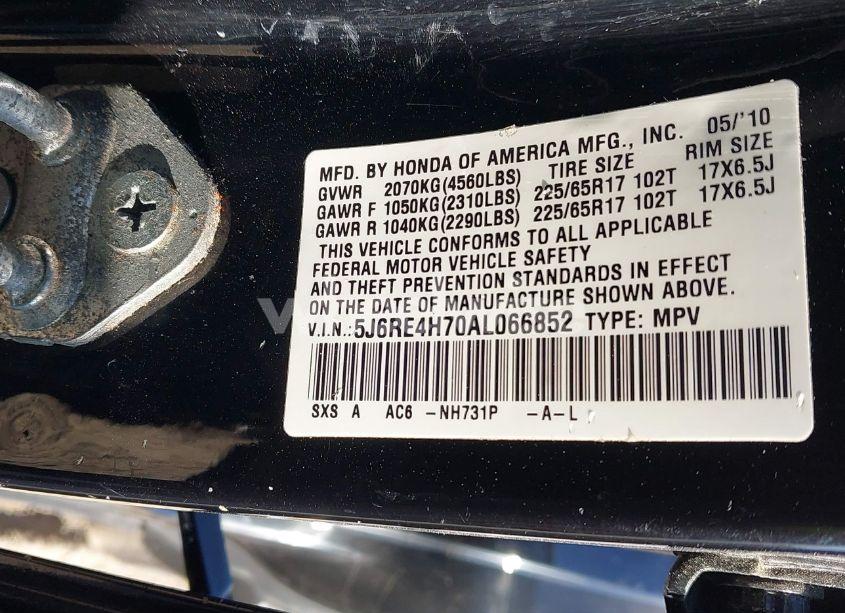 MFD. BY HONDA OF AMERICA MFG., INC. 05/'10
GVWR 2070KG(4560LBS) TIRE SIZE RIM SIZE
GAWR F 1050KG(2310LBS) 225/65R17 102T 17X6.5J
GAWR R 1040KG(2290LBS) 225/65R17 102T 17X6.5J
THIS VEHICLE CONFORMS TO ALL APPLICABLE
FEDERAL MOTOR VEHICLE SAFETY
AND THEFT PREVENTION STANDARDS IN EFFECT
ON THE DATE OF MANUFACTURE SHOWN ABOVE.
V.I.N.:5J6RE4H70AL066852 TYPE: MPV
SXS A AC6 -NH731P -A-L